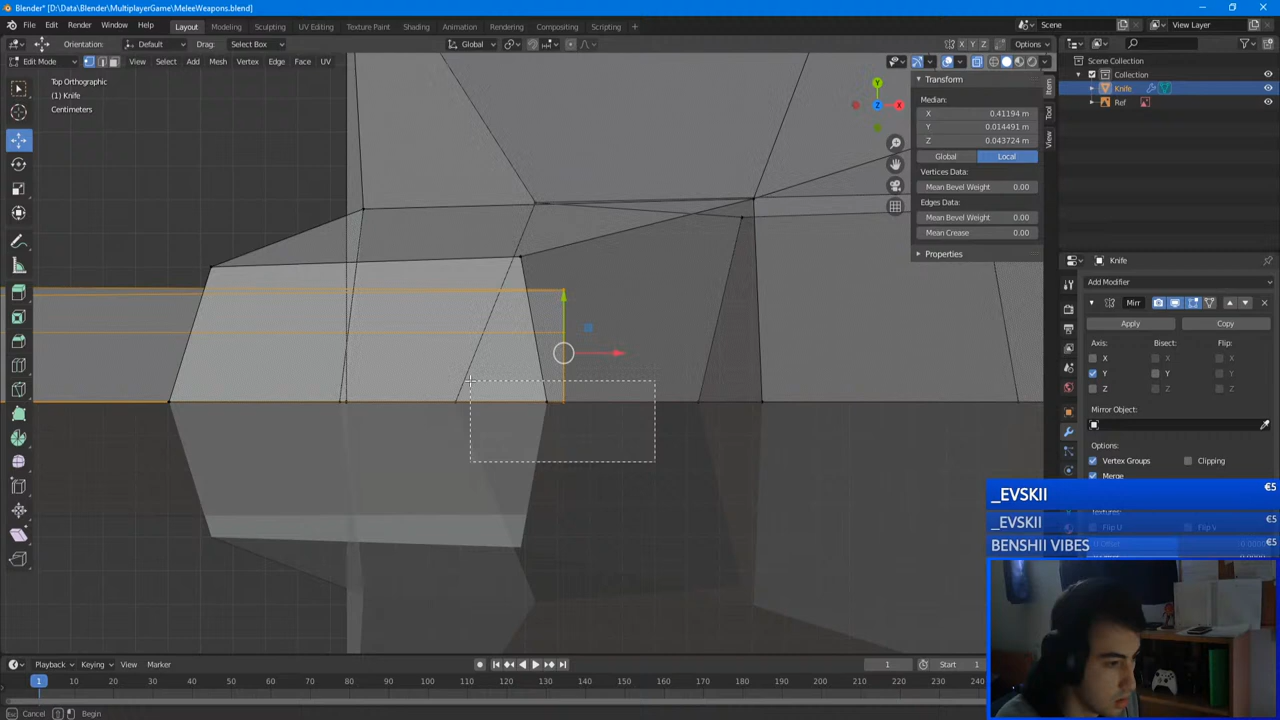 Blender* [D:\Data\Blender\MultiplayerGame\MeleeWeapons.blend]
File Edit Render Window Help Layout Modeling Sculpting UV Editing Texture Paint Shading Animation Rendering Compositing Scripting + Scene View Layer
Orientation: Default Drag: Select Box Global X Y Z Options
Edit Mode View Select Add Mesh Vertex Edge Face UV
Top Orthographic
(1) Knife
Centimeters
Y
Z
X
Transform
Median:
X 0.41194 m
Y 0.014491 m
Z 0.043724 m
Global Local
Vertices Data:
Mean Bevel Weight 0.00
Edges Data:
Mean Bevel Weight 0.00
Mean Crease 0.00
Properties
Item
Tool
View
Scene Collection
Collection
Knife
Ref
Knife
Add Modifier
Mirr
Apply Copy
Axis: Bisect: Flip:
X X X
Y Y Y
Z Z Z
Mirror Object:
Options:
Vertex Groups Clipping
Merge
Flip U Flip V
_EVSKII €5
_EVSKII €5
BENSHII VIBES €5
Playback Keying View Marker 1 Start 1
1 10 20 30 40 50 60 70 80 90 100 110 120 130 140 150 160 170 180 190 200 210 220 230 24
Cancel Begin